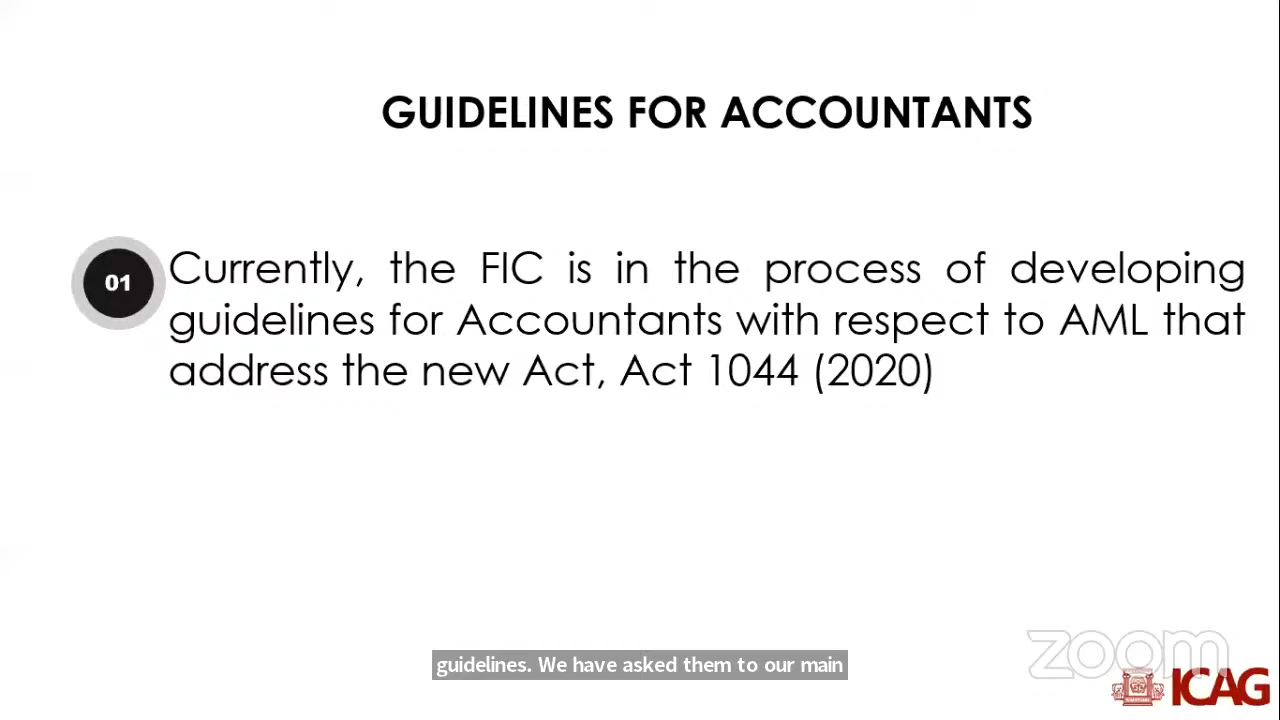 GUIDELINES FOR ACCOUNTANTS
01
Currently, the FIC is in the process of developing
guidelines for Accountants with respect to AML that
address the new Act, Act 1044 (2020)
guidelines. We have asked them to our main
zoom
ICAG